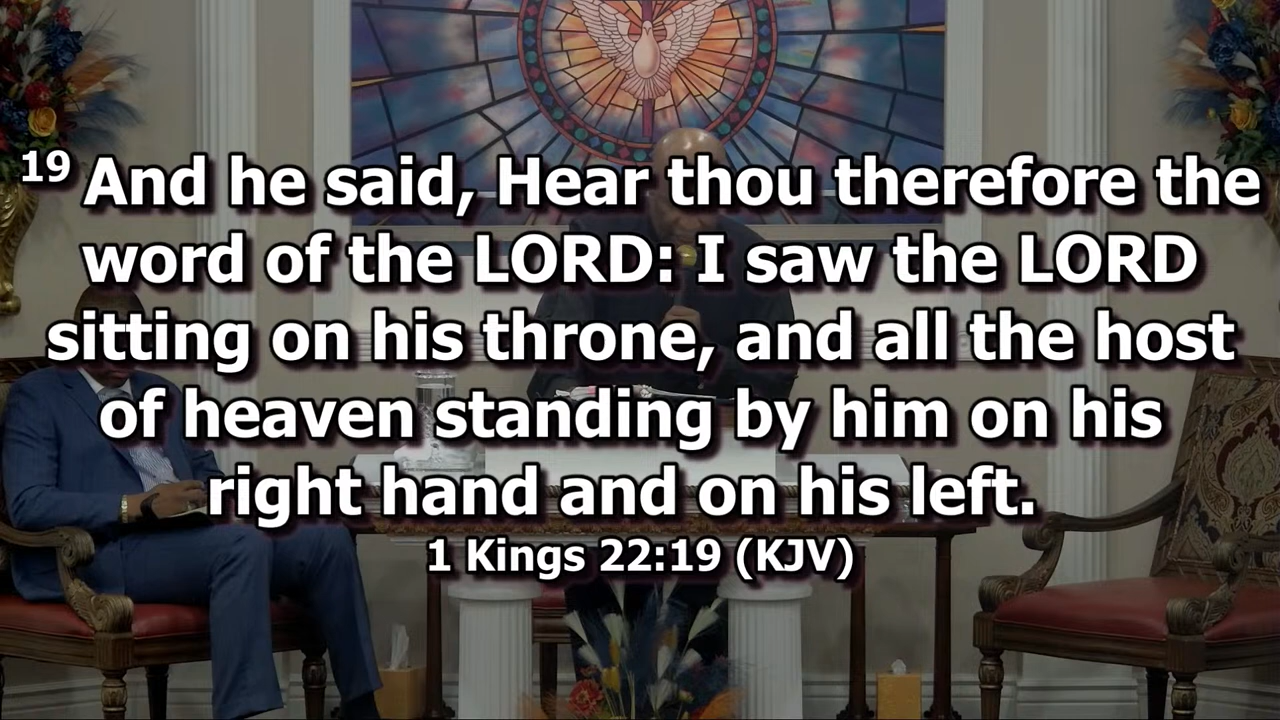 19 And he said, Hear thou therefore the
word of the LORD: I saw the LORD
sitting on his throne, and all the host
of heaven standing by him on his
right hand and on his left.
1 Kings 22:19 (KJV)